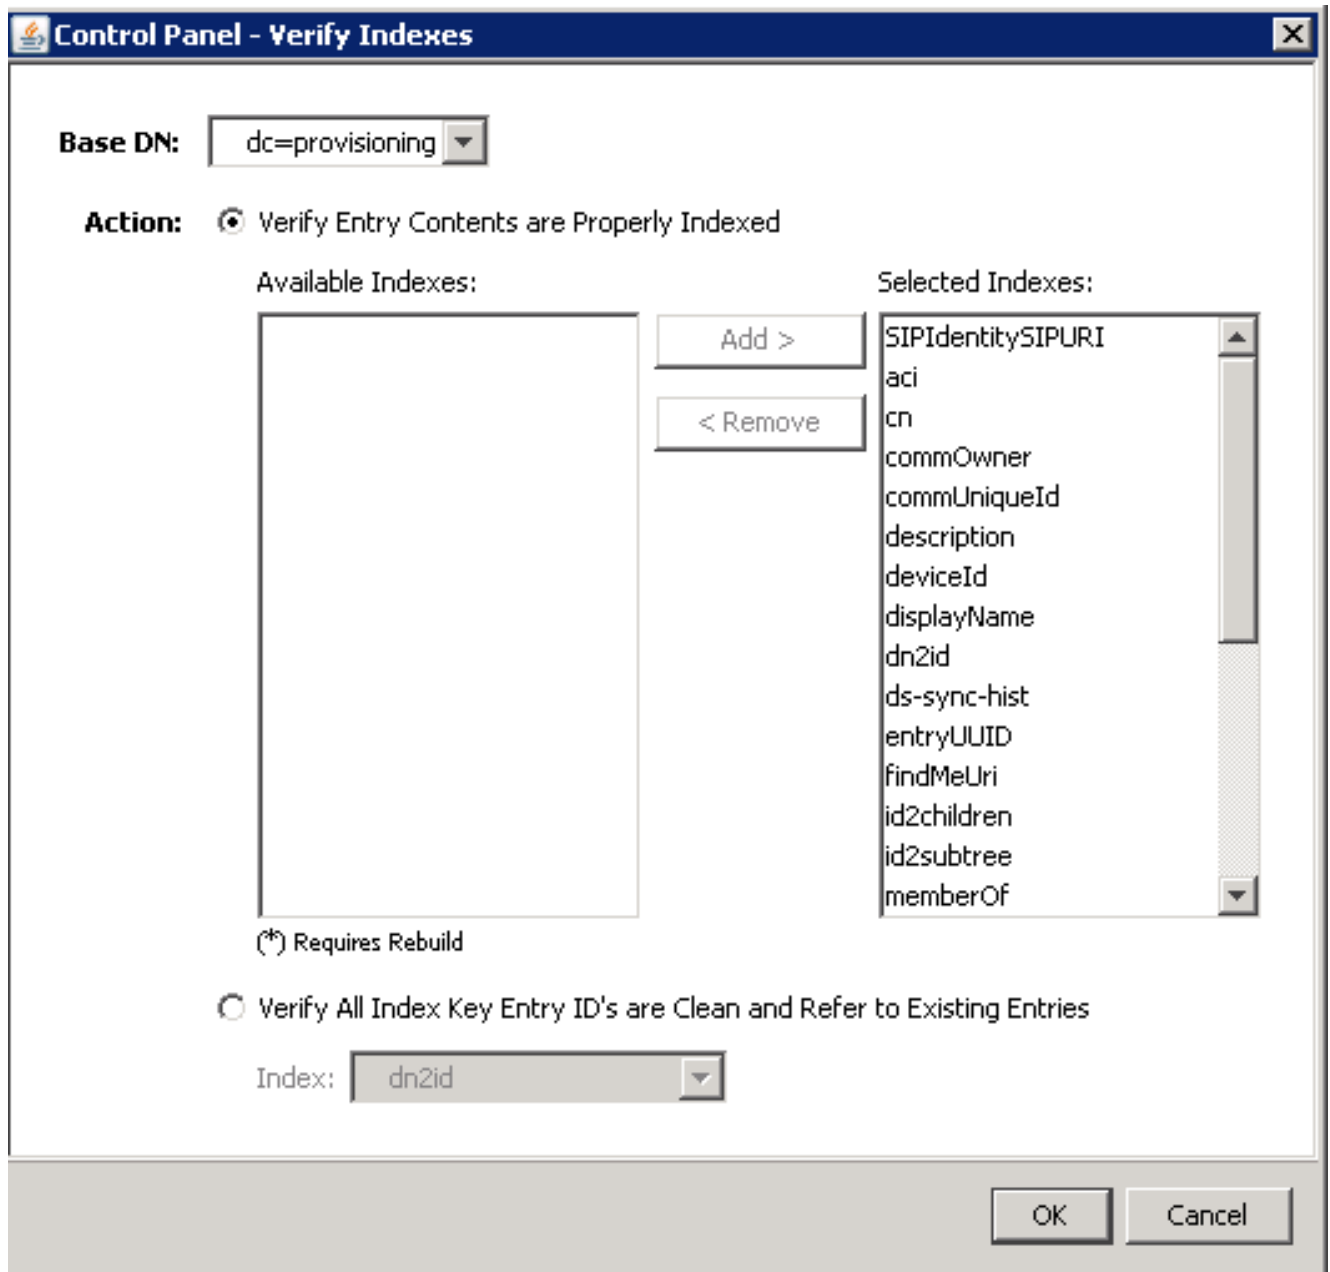 Control Panel - Verify Indexes
Base DN: dc=provisioning
Action: Verify Entry Contents are Properly Indexed
Available Indexes: Selected Indexes:
Add >
< Remove
SIPIdentitySIPURI
aci
cn
commOwner
commUniqueId
description
deviceId
displayName
dn2id
ds-sync-hist
entryUUID
findMeUri
id2children
id2subtree
memberOf
(*) Requires Rebuild
Verify All Index Key Entry ID's are Clean and Refer to Existing Entries
Index: dn2id
OK Cancel